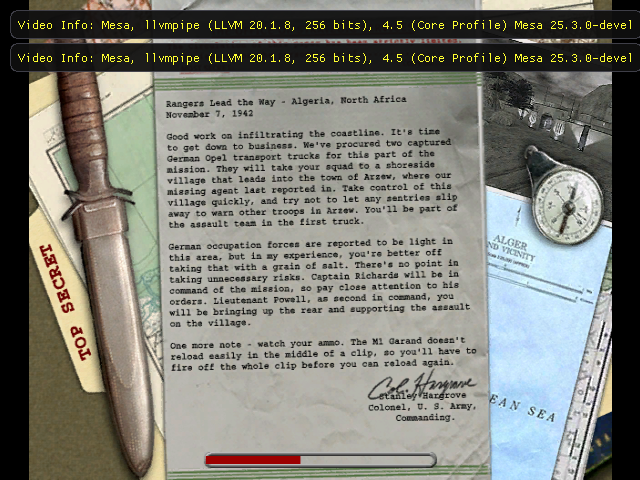 Video Info: Mesa, llvmpipe (LLVM 20.1.8, 256 bits), 4.5 (Core Profile) Mesa 25.3.0-devel
Video Info: Mesa, llvmpipe (LLVM 20.1.8, 256 bits), 4.5 (Core Profile) Mesa 25.3.0-devel
Rangers Lead the Way - Algeria, North Africa
November 7, 1942
Good work on infiltrating the coastline. It's time
to get down to business. We've procured two captured
German Opel transport trucks for this part of the
mission. They will take your squad to a shoreside
village that leads into the town of Arzew, where our
missing agent last reported in. Take control of this
village quickly, and try not to let any sentries slip
away to warn other troops in Arzew. You'll be part of
the assault team in the first truck.
German occupation forces are reported to be light in
this area, but in my experience, you're better off
taking that with a grain of salt. There's no point in
taking unnecessary risks. Captain Richards will be in
command of the mission, so pay close attention to his
orders. Lieutenant Powell, as second in command, you
will be bringing up the rear and supporting the assault
on the village.
One more note - watch your ammo. The M1 Garand doesn't
reload easily in the middle of a clip, so you'll have to
fire off the whole clip before you can reload again.
Col. Hargrove
Stanley Hargrove
Colonel, U. S. Army,
Commanding.
TOP SECRET
ALGER
ND VICINITY
EAN SEA